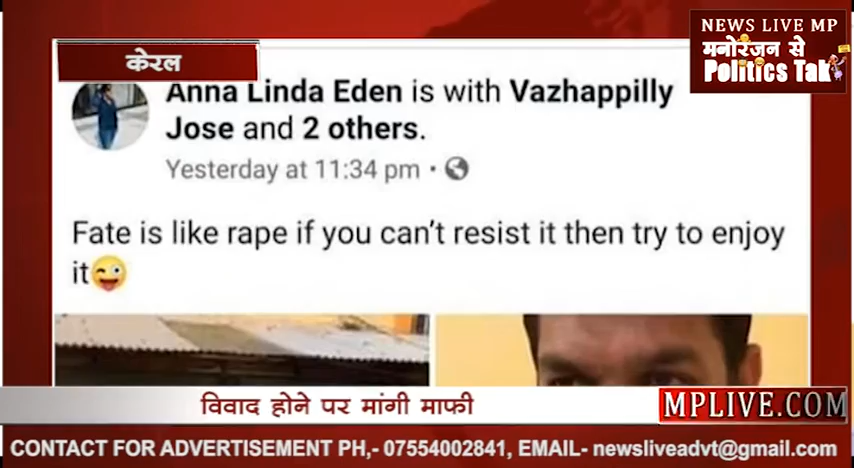 NEWS LIVE MP
मनोरंजन से
Politics Tak
केरल
Anna Linda Eden is with Vazhappilly
Jose and 2 others.
Yesterday at 11:34 pm ·
Fate is like rape if you can't resist it then try to enjoy
it😜
विवाद होने पर मांगी माफी
MPLIVE.COM
CONTACT FOR ADVERTISEMENT PH,- 07554002841, EMAIL- newsliveadvt@gmail.com